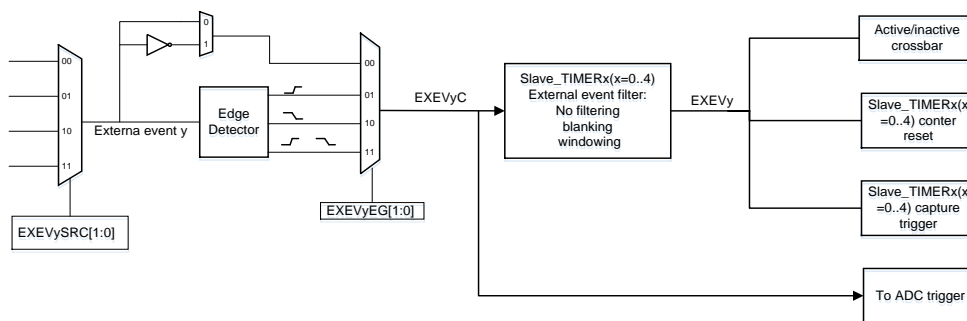 0
1
00
01
10
11
Externa event y
EXEVySRC[1:0]
Edge
Detector
00
01
10
11
EXEVyEG[1:0]
EXEVyC
Slave_TIMERx(x=0..4)
External event filter:
No filtering
blanking
windowing
EXEVy
Active/inactive
crossbar
Slave_TIMERx(x
=0..4) conter
reset
Slave_TIMERx(x
=0..4) capture
trigger
To ADC trigger